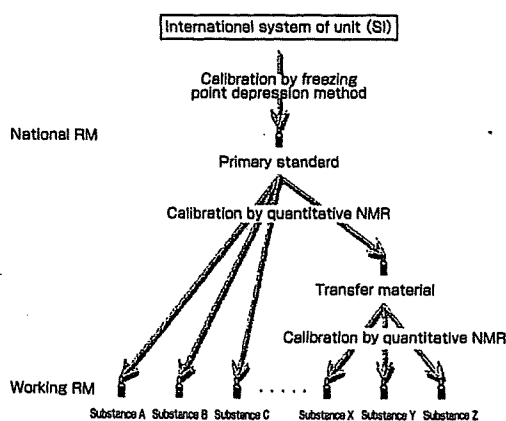 International system of unit (SI)
Calibration by freezing
point depression method
National RM
Primary standard
Calibration by quantitative NMR
Transfer material
Calibration by quantitative NMR
Working RM
Substance A Substance B Substance C ..... Substance X Substance Y Substance Z